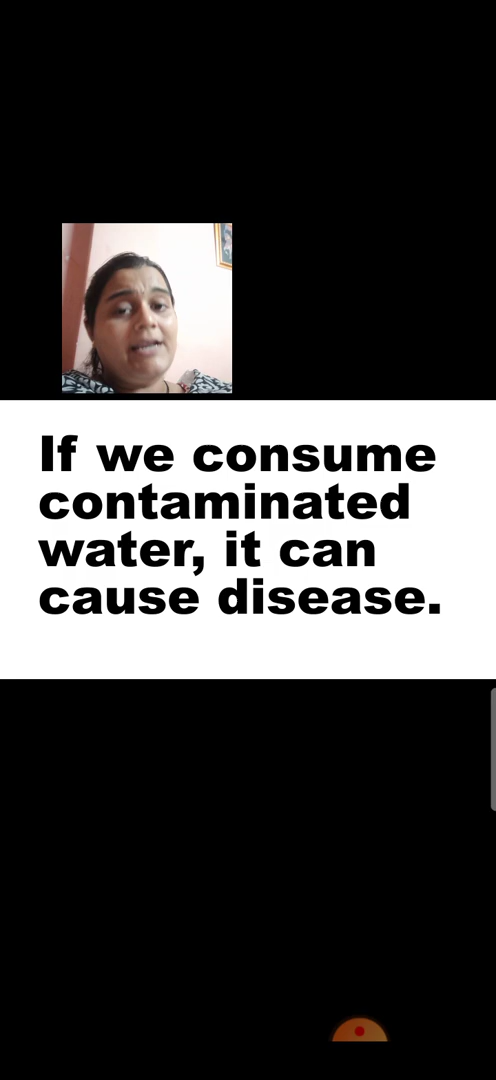 If we consume
contaminated
water, it can
cause disease.